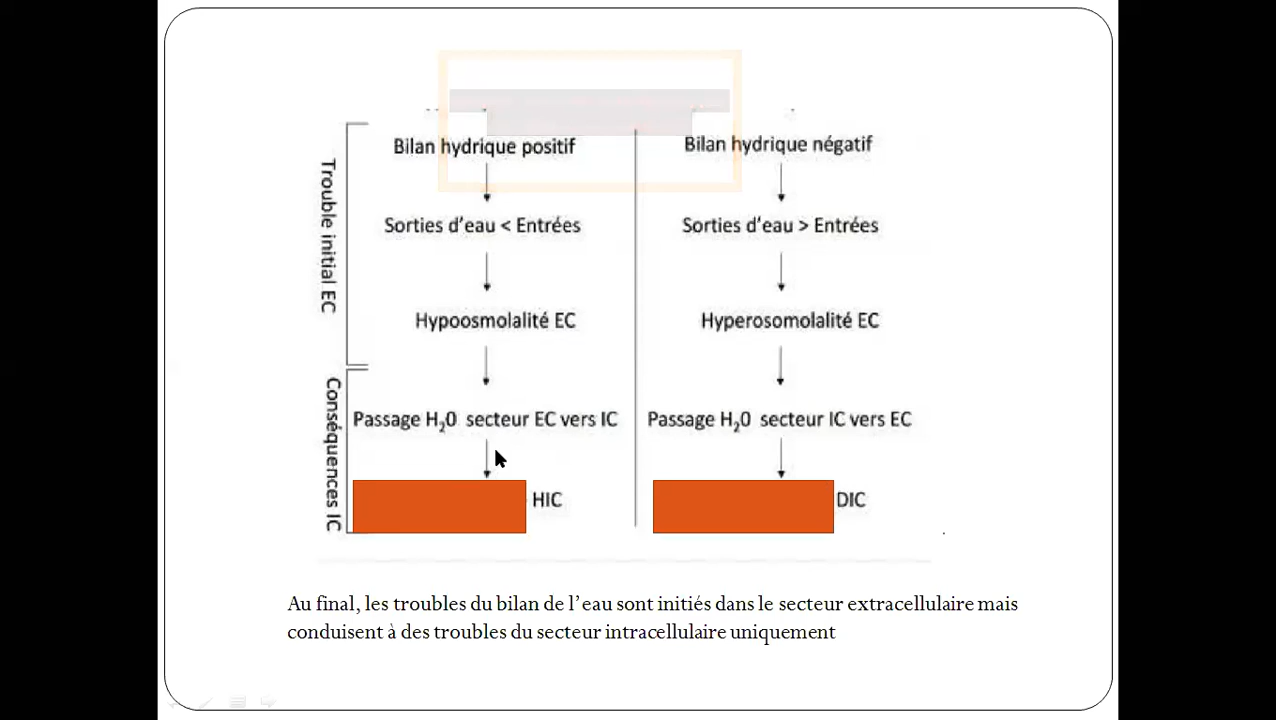 Bilan hydrique positif
Bilan hydrique négatif
Trouble initial EC
Sorties d'eau < Entrées
Sorties d'eau > Entrées
Hypoosmolalité EC
Hyperosomolalité EC
Conséquences IC
Passage H₂0 secteur EC vers IC
Passage H₂0 secteur IC vers EC
HIC
DIC
Au final, les troubles du bilan de l'eau sont initiés dans le secteur extracellulaire mais
conduisent à des troubles du secteur intracellulaire uniquement